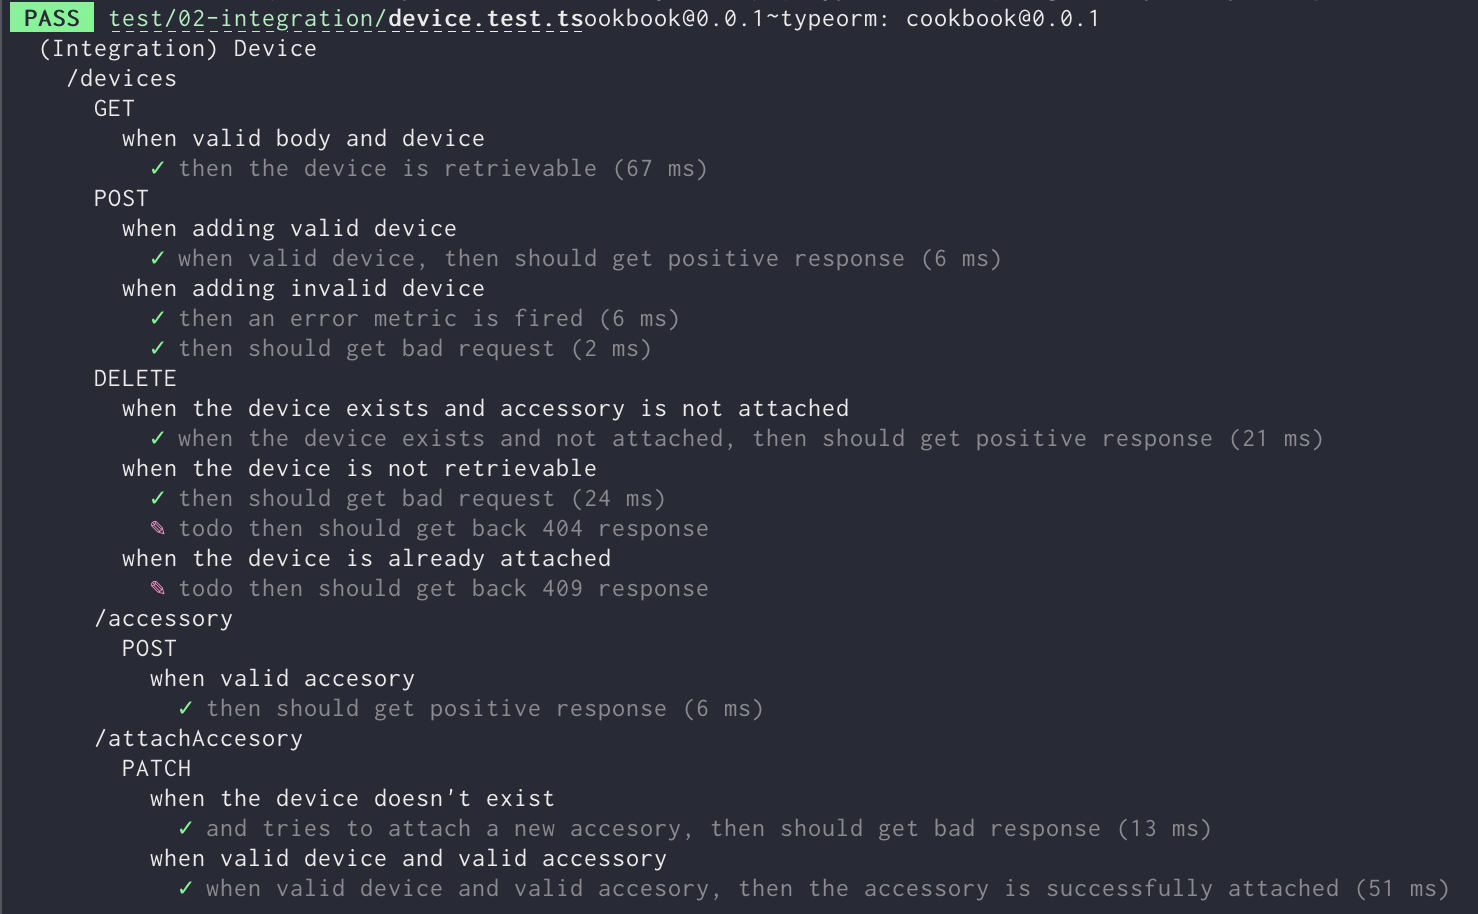 PASS test/02-integration/device.test.tsookbook@0.0.1~typeorm: cookbook@0.0.1
(Integration) Device
/devices
GET
when valid body and device
✓ then the device is retrievable (67 ms)
POST
when adding valid device
✓ when valid device, then should get positive response (6 ms)
when adding invalid device
✓ then an error metric is fired (6 ms)
✓ then should get bad request (2 ms)
DELETE
when the device exists and accessory is not attached
✓ when the device exists and not attached, then should get positive response (21 ms)
when the device is not retrievable
✓ then should get bad request (24 ms)
✎ todo then should get back 404 response
when the device is already attached
✎ todo then should get back 409 response
/accessory
POST
when valid accesory
✓ then should get positive response (6 ms)
/attachAccesory
PATCH
when the device doesn't exist
✓ and tries to attach a new accesory, then should get bad response (13 ms)
when valid device and valid accessory
✓ when valid device and valid accesory, then the accessory is successfully attached (51 ms)